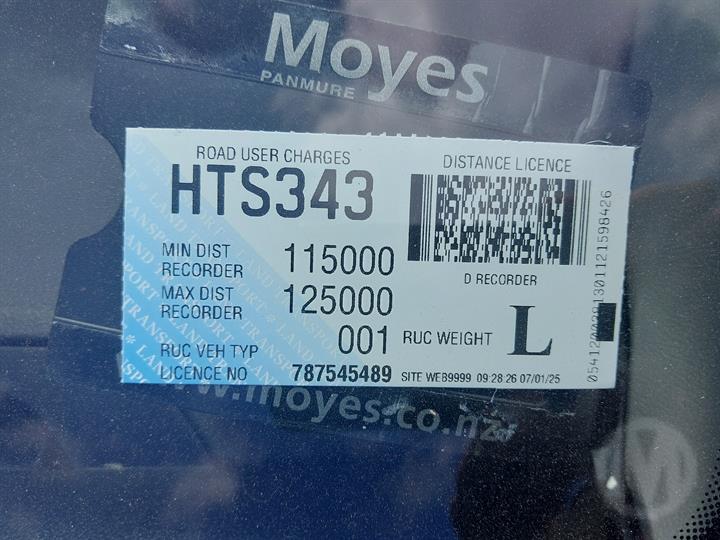 Moyes
PANMURE
ROAD USER CHARGES
HTS343
DISTANCE LICENCE
MIN DIST RECORDER 115000
MAX DIST RECORDER 125000
D RECORDER
RUC VEH TYP 001
RUC WEIGHT L
LICENCE NO 787545489
SITE WEB9999 09:28:26 07/01/25
www.moyes.co.nz